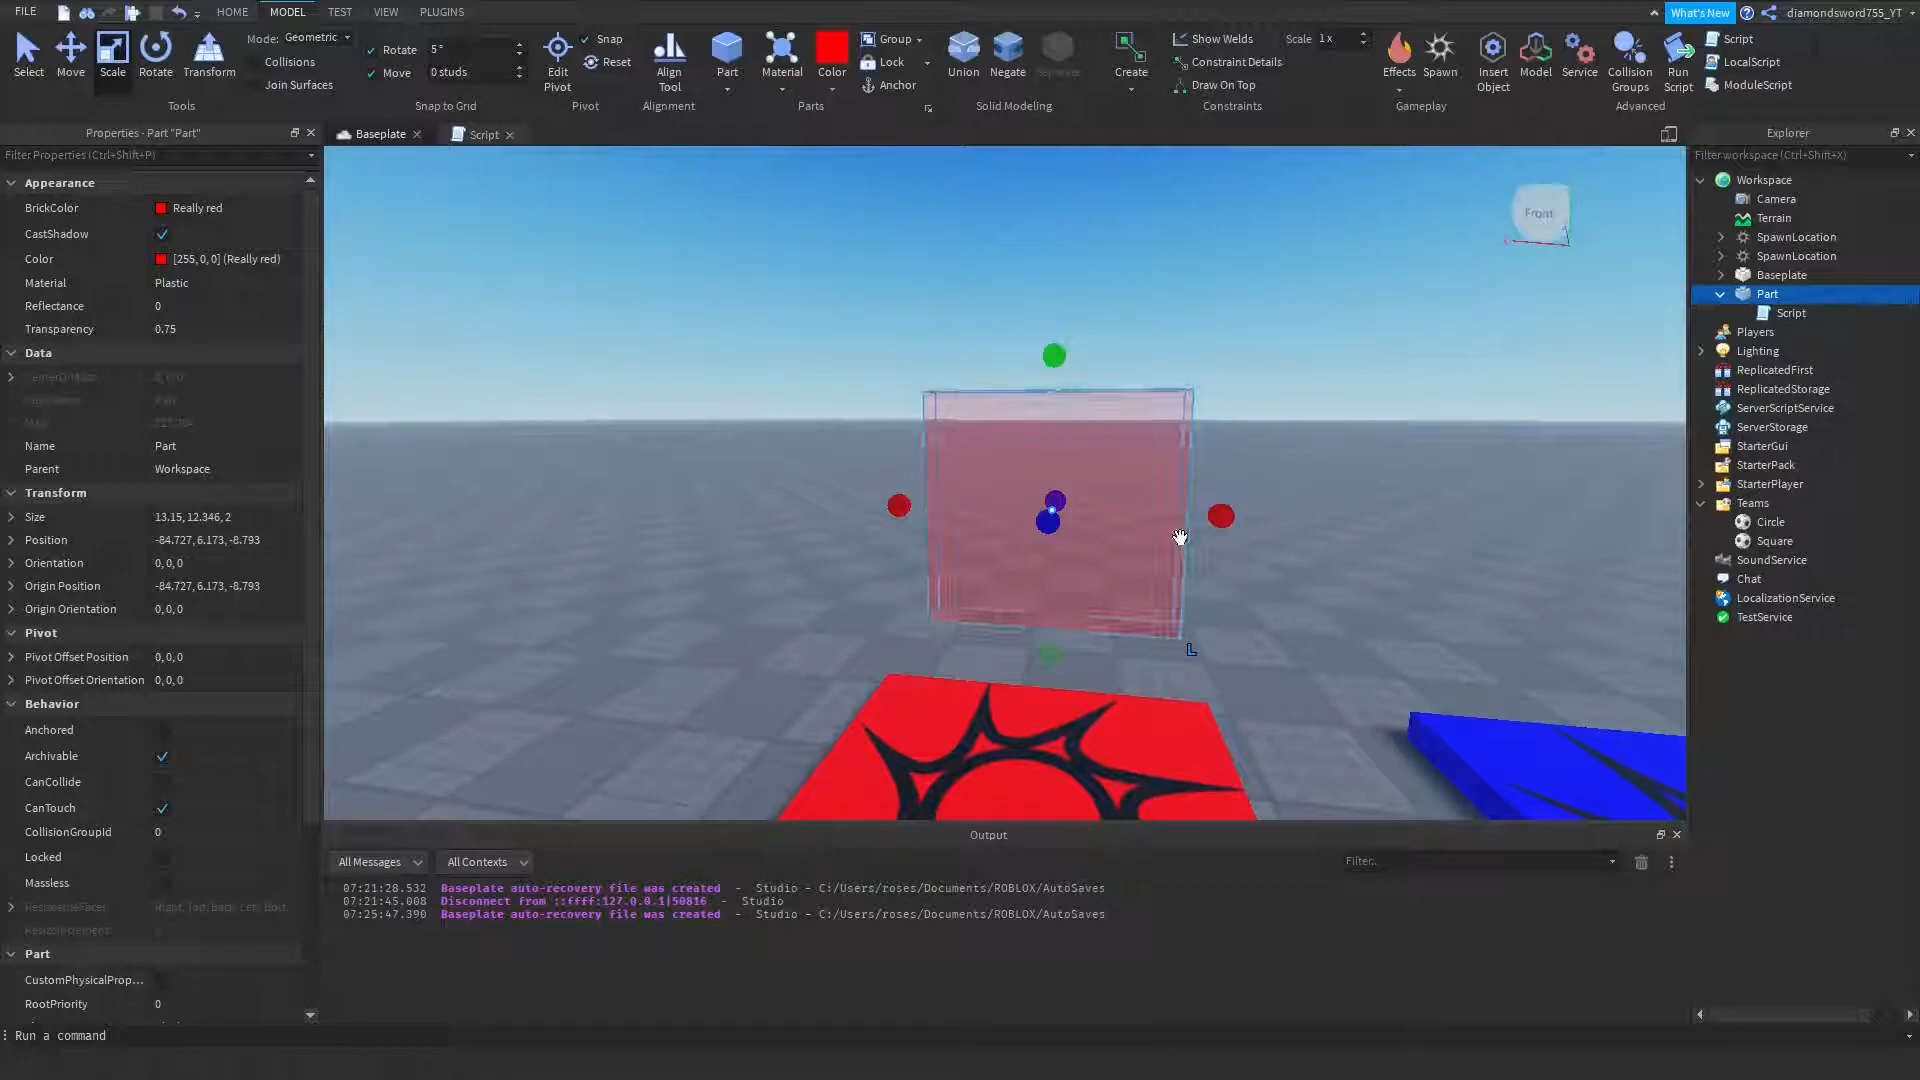 FILE HOME MODEL TEST VIEW PLUGINS What's New diamondsword755_YT
Select Move Scale Rotate Transform
Mode: Geometric
Collisions
Join Surfaces
Tools
Rotate 5°
Move 0 studs
Snap to Grid
Edit Pivot
Snap
Reset
Pivot
Align Tool
Alignment
Part Material Color
Group
Lock
Anchor
Parts
Union Negate Separate
Solid Modeling
Create
Show Welds
Constraint Details
Draw On Top
Scale 1x
Constraints
Effects Spawn
Gameplay
Insert Object
Model
Service
Collision Groups
Run Script
Script
LocalScript
ModuleScript
Advanced
Properties - Part "Part"
Filter Properties (Ctrl+Shift+P)
Appearance
BrickColor Really red
CastShadow
Color [255, 0, 0] (Really red)
Material Plastic
Reflectance 0
Transparency 0.75
Data
Name Part
Parent Workspace
Transform
Size 13.15, 12.346, 2
Position -84.727, 6.173, -8.793
Orientation 0, 0, 0
Origin Position -84.727, 6.173, -8.793
Origin Orientation 0, 0, 0
Pivot
Pivot Offset Position 0, 0, 0
Pivot Offset Orientation 0, 0, 0
Behavior
Anchored
Archivable
CanCollide
CanTouch
CollisionGroupId 0
Locked
Massless
Part
CustomPhysicalProp...
RootPriority 0
Baseplate Script
Front
L
Output
All Messages All Contexts Filter...
07:21:28.532 Baseplate auto-recovery file was created - Studio - C:/Users/roses/Documents/ROBLOX/AutoSaves
07:21:45.008 Disconnect from ::ffff:127.0.0.1|50816 - Studio
07:25:47.390 Baseplate auto-recovery file was created - Studio - C:/Users/roses/Documents/ROBLOX/AutoSaves
Run a command
Explorer
Filter workspace (Ctrl+Shift+X)
Workspace
Camera
Terrain
SpawnLocation
SpawnLocation
Baseplate
Part
Script
Players
Lighting
ReplicatedFirst
ReplicatedStorage
ServerScriptService
ServerStorage
StarterGui
StarterPack
StarterPlayer
Teams
Circle
Square
SoundService
Chat
LocalizationService
TestService